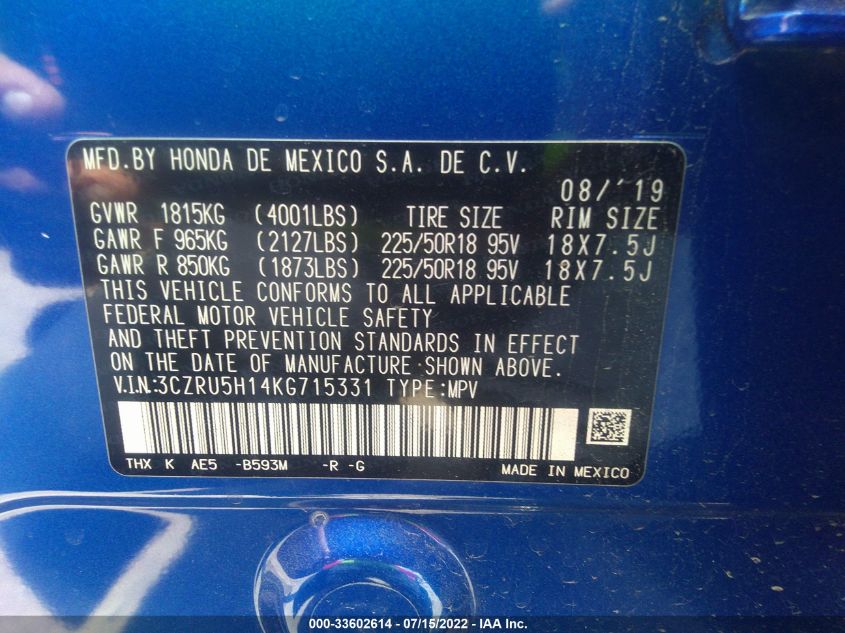 MFD.BY HONDA DE MEXICO S.A. DE C.V.
08/'19
GVWR 1815KG (4001LBS) TIRE SIZE RIM SIZE
GAWR F 965KG (2127LBS) 225/50R18 95V 18X7.5J
GAWR R 850KG (1873LBS) 225/50R18 95V 18X7.5J
THIS VEHICLE CONFORMS TO ALL APPLICABLE
FEDERAL MOTOR VEHICLE SAFETY
AND THEFT PREVENTION STANDARDS IN EFFECT
ON THE DATE OF MANUFACTURE SHOWN ABOVE.
V.I.N.:3CZRU5H14KG715331 TYPE:MPV
THX K AE5 -B593M -R -G MADE IN MEXICO
000-33602614 - 07/15/2022 - IAA Inc.